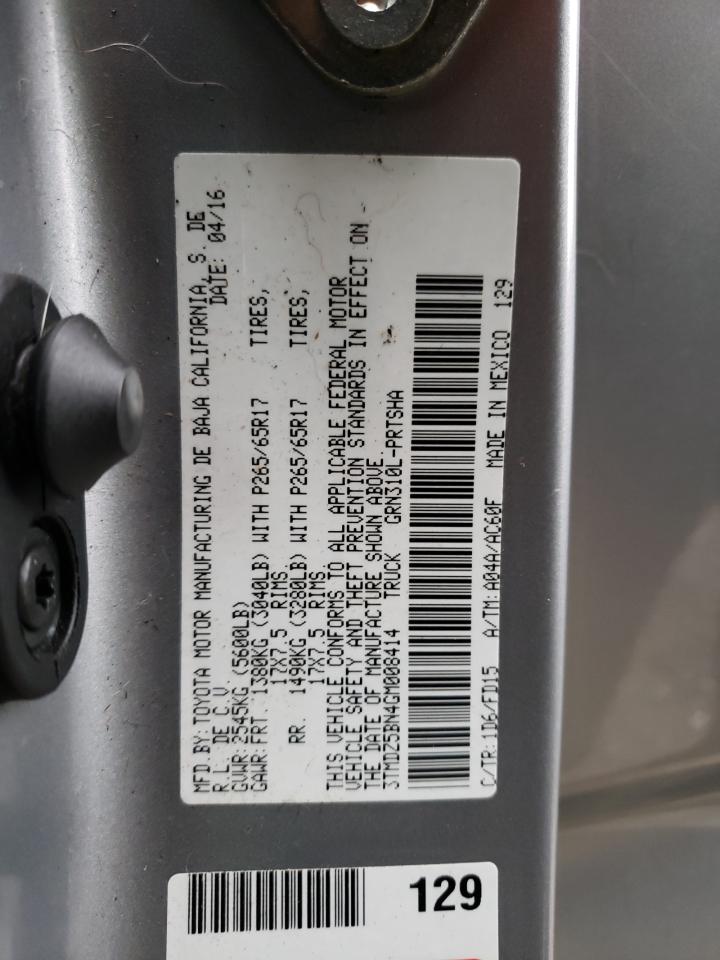 MFD.BY:TOYOTA MOTOR MANUFACTURING DE BAJA CALIFORNIA, S. DE
R.L. DE C.V. DATE: 04/16
GVWR:2545KG (5600LB)
GAWR:FRT. 1380KG (3040LB) WITH P265/65R17 TIRES,
17X7.5 RIMS
RR. 1490KG (3280LB) WITH P265/65R17 TIRES,
17X7.5 RIMS
THIS VEHICLE CONFORMS TO ALL APPLICABLE FEDERAL MOTOR
VEHICLE SAFETY AND THEFT PREVENTION STANDARDS IN EFFECT ON
THE DATE OF MANUFACTURE SHOWN ABOVE.
3TMDZ5BN4GM008414 TRUCK GRN310L-PRTSHA
C/TR:1D6/FD15 A/TM:A04A/AC60F MADE IN MEXICO 129
129